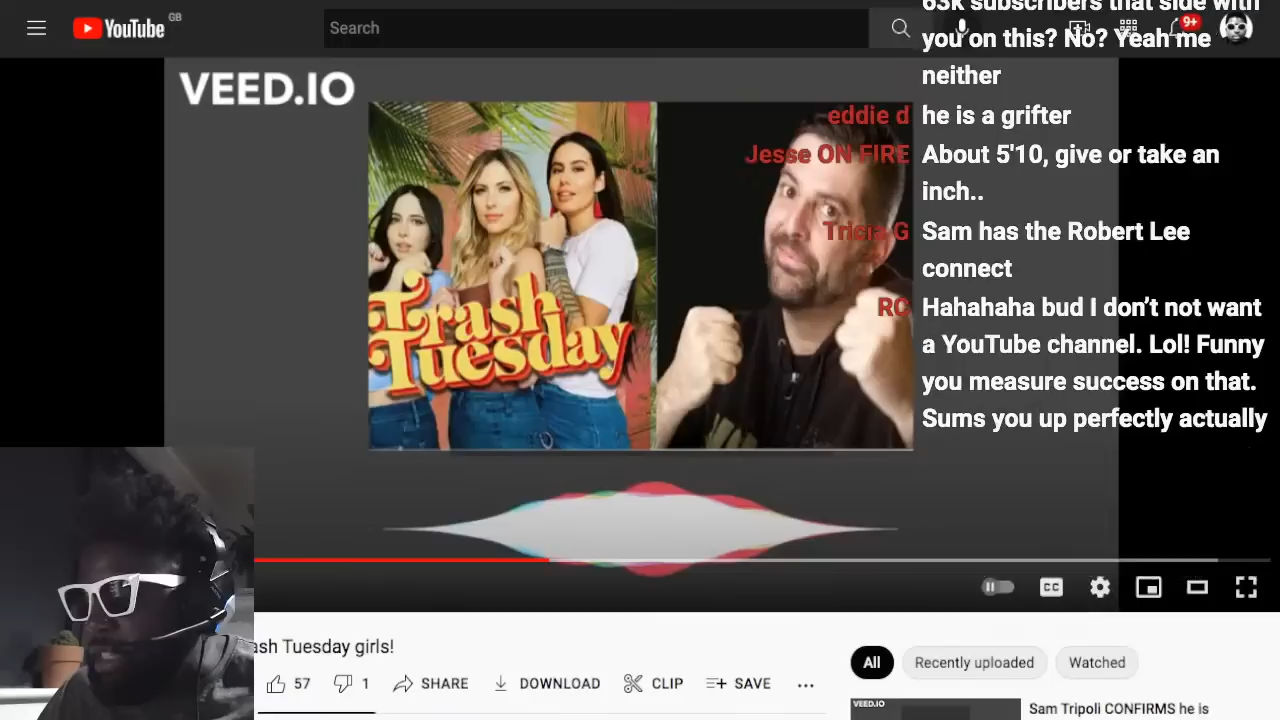 YouTube GB
Search
9+
63k subscribers that side with
you on this? No? Yeah me
neither
VEED.IO
eddie d he is a grifter
Jesse ON FIRE About 5'10, give or take an
inch..
Tricia G Sam has the Robert Lee
connect
RC Hahahaha bud I don’t not want
a YouTube channel. Lol! Funny
you measure success on that.
Sums you up perfectly actually
Trash
Tuesday
CC
ash Tuesday girls!
57 1 SHARE DOWNLOAD CLIP SAVE ...
All Recently uploaded Watched
VEED.IO
Sam Tripoli CONFIRMS he is